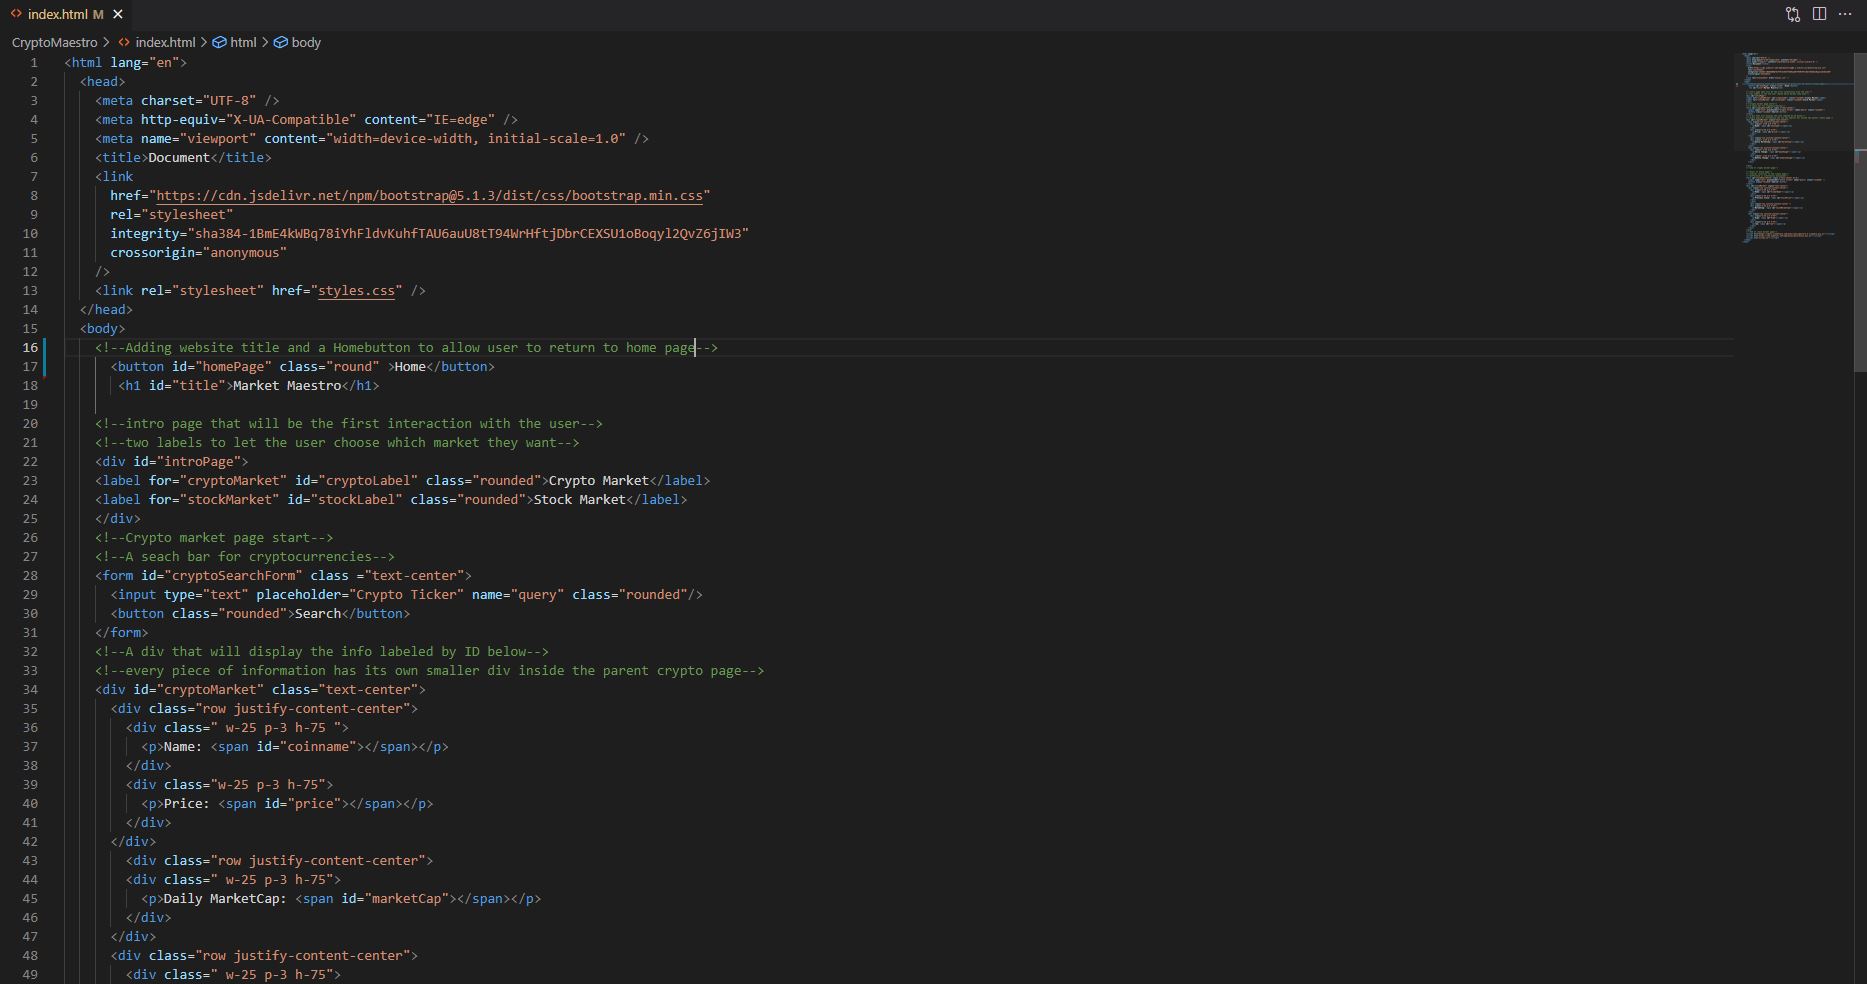 index.html M
CryptoMaestro > index.html > html > body
1 <html lang="en">
2 <head>
3 <meta charset="UTF-8" />
4 <meta http-equiv="X-UA-Compatible" content="IE=edge" />
5 <meta name="viewport" content="width=device-width, initial-scale=1.0" />
6 <title>Document</title>
7 <link
8 href="https://cdn.jsdelivr.net/npm/bootstrap@5.1.3/dist/css/bootstrap.min.css"
9 rel="stylesheet"
10 integrity="sha384-1BmE4kWBq78iYhFldvKuhfTAU6auU8tT94WrHftjDbrCEXSU1oBoqyl2QvZ6jIW3"
11 crossorigin="anonymous"
12 />
13 <link rel="stylesheet" href="styles.css" />
14 </head>
15 <body>
16 <!--Adding website title and a Homebutton to allow user to return to home page-->
17 <button id="homePage" class="round" >Home</button>
18 <h1 id="title">Market Maestro</h1>
19
20 <!--intro page that will be the first interaction with the user-->
21 <!--two labels to let the user choose which market they want-->
22 <div id="introPage">
23 <label for="cryptoMarket" id="cryptoLabel" class="rounded">Crypto Market</label>
24 <label for="stockMarket" id="stockLabel" class="rounded">Stock Market</label>
25 </div>
26 <!--Crypto market page start-->
27 <!--A seach bar for cryptocurrencies-->
28 <form id="cryptoSearchForm" class ="text-center">
29 <input type="text" placeholder="Crypto Ticker" name="query" class="rounded"/>
30 <button class="rounded">Search</button>
31 </form>
32 <!--A div that will display the info labeled by ID below-->
33 <!--every piece of information has its own smaller div inside the parent crypto page-->
34 <div id="cryptoMarket" class="text-center">
35 <div class="row justify-content-center">
36 <div class=" w-25 p-3 h-75 ">
37 <p>Name: <span id="coinname"></span></p>
38 </div>
39 <div class="w-25 p-3 h-75">
40 <p>Price: <span id="price"></span></p>
41 </div>
42 </div>
43 <div class="row justify-content-center">
44 <div class=" w-25 p-3 h-75">
45 <p>Daily MarketCap: <span id="marketCap"></span></p>
46 </div>
47 </div>
48 <div class="row justify-content-center">
49 <div class=" w-25 p-3 h-75">